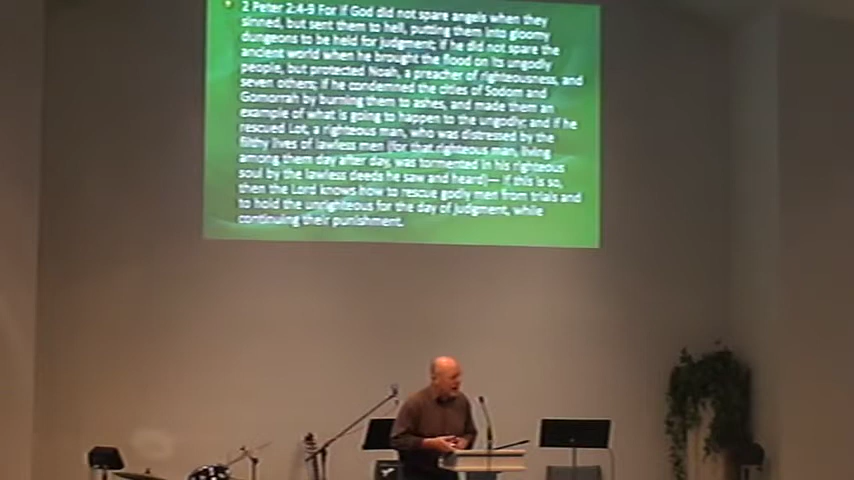 2 Peter 2:4-9 For if God did not spare angels when they
sinned, but sent them to hell, putting them into gloomy
dungeons to be held for judgment; if he did not spare the
ancient world when he brought the flood on its ungodly
people, but protected Noah, a preacher of righteousness, and
seven others; if he condemned the cities of Sodom and
Gomorrah by burning them to ashes, and made them an
example of what is going to happen to the ungodly; and if he
rescued Lot, a righteous man, who was distressed by the
filthy lives of lawless men (for that righteous man, living
among them day after day, was tormented in his righteous
soul by the lawless deeds he saw and heard)— if this is so,
then the Lord knows how to rescue godly men from trials and
to hold the unrighteous for the day of judgment, while
continuing their punishment.